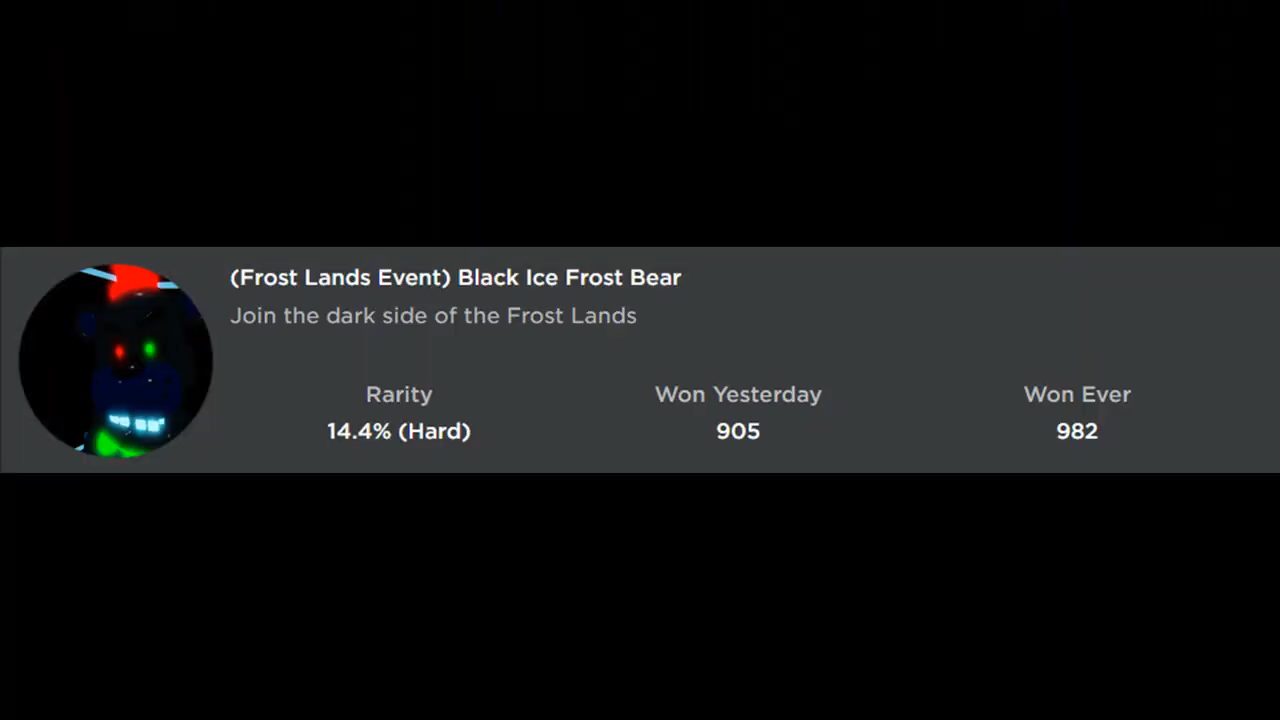 (Frost Lands Event) Black Ice Frost Bear
Join the dark side of the Frost Lands
Rarity Won Yesterday Won Ever
14.4% (Hard) 905 982